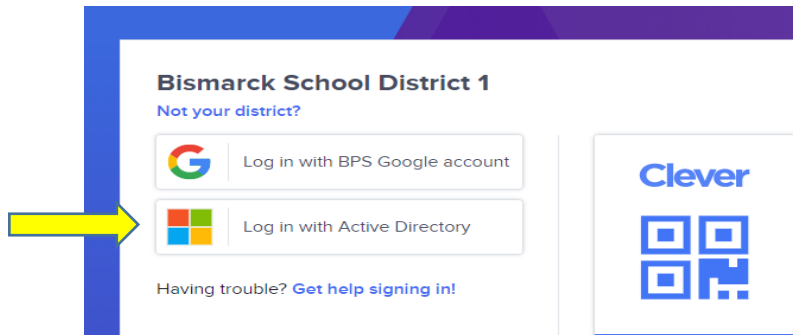 Bismarck School District 1
Not your district?
Log in with BPS Google account
Log in with Active Directory
Having trouble? Get help signing in!
Clever